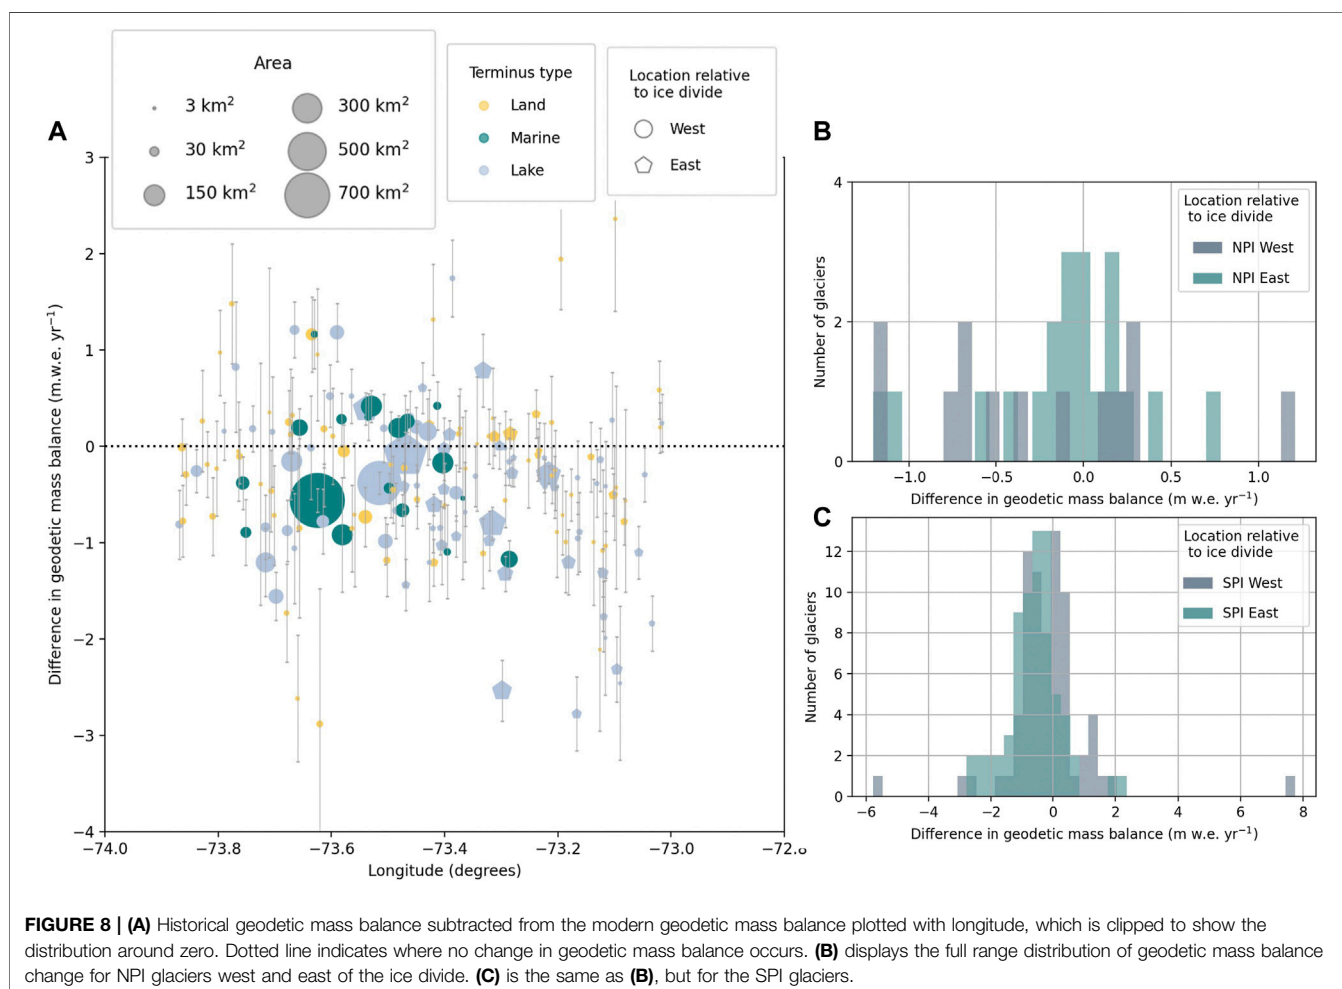 A
Area
3 km²
30 km²
150 km²
300 km²
500 km²
700 km²
Terminus type
Land
Marine
Lake
Location relative
to ice divide
West
East
3
2
1
0
−1
−2
−3
−4
Difference in geodetic mass balance (m.w.e. yr⁻¹)
−74.0
−73.8
−73.6
−73.4
−73.2
−73.0
Longitude (degrees)
B
Location relative
to ice divide
NPI West
NPI East
4
2
0
Number of glaciers
−1.0
−0.5
0.0
0.5
1.0
Difference in geodetic mass balance (m w.e. yr⁻¹)
C
Location relative
to ice divide
SPI West
SPI East
12
10
8
6
4
2
0
Number of glaciers
−6
−4
−2
0
2
4
6
8
Difference in geodetic mass balance (m w.e. yr⁻¹)
FIGURE 8 | (A) Historical geodetic mass balance subtracted from the modern geodetic mass balance plotted with longitude, which is clipped to show the
distribution around zero. Dotted line indicates where no change in geodetic mass balance occurs. (B) displays the full range distribution of geodetic mass balance
change for NPI glaciers west and east of the ice divide. (C) is the same as (B), but for the SPI glaciers.